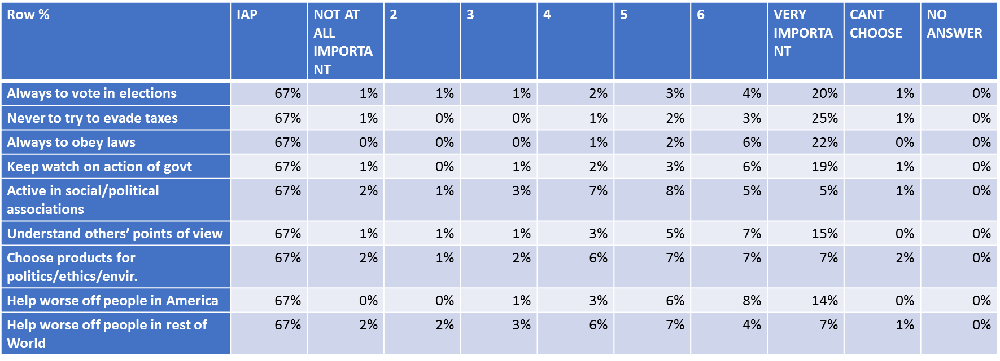 Row % IAP NOT AT ALL IMPORTA NT 2 3 4 5 6 VERY IMPORTA NT CANT CHOOSE NO ANSWER
Always to vote in elections 67% 1% 1% 1% 2% 3% 4% 20% 1% 0%
Never to try to evade taxes 67% 1% 0% 0% 1% 2% 3% 25% 1% 0%
Always to obey laws 67% 0% 0% 0% 1% 2% 6% 22% 0% 0%
Keep watch on action of govt 67% 1% 0% 1% 2% 3% 6% 19% 1% 0%
Active in social/political 67% 2% 1% 3% 7% 8% 5% 5% 1% 0%
associations
Understand others’ points of view 67% 1% 1% 1% 3% 5% 7% 15% 0% 0%
Choose products for 67% 2% 1% 2% 6% 7% 7% 7% 2% 0%
politics/ethics/envir.
Help worse off people in America 67% 0% 0% 1% 3% 6% 8% 14% 0% 0%
Help worse off people in rest of 67% 2% 2% 3% 6% 7% 4% 7% 1% 0%
World